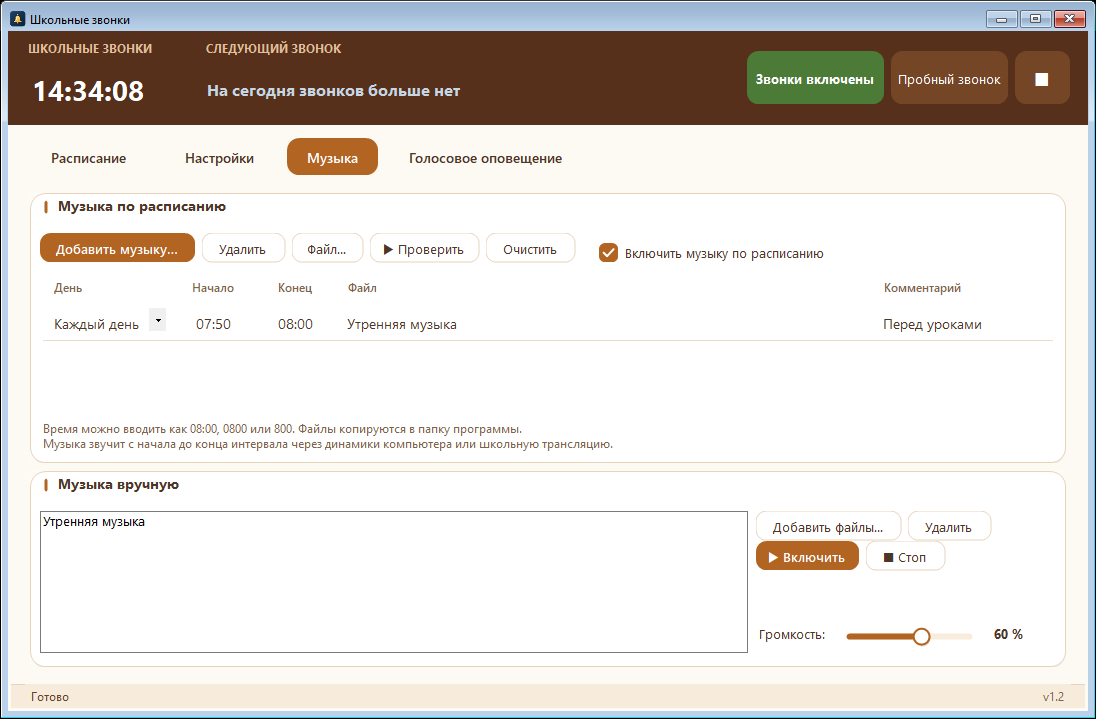 Школьные звонки
ШКОЛЬНЫЕ ЗВОНКИ
СЛЕДУЮЩИЙ ЗВОНОК
14:34:08
На сегодня звонков больше нет
Звонки включены
Пробный звонок
Расписание
Настройки
Музыка
Голосовое оповещение
Музыка по расписанию
Добавить музыку...
Удалить
Файл...
Проверить
Очистить
Включить музыку по расписанию
День
Начало
Конец
Файл
Комментарий
Каждый день
07:50
08:00
Утренняя музыка
Перед уроками
Время можно вводить как 08:00, 0800 или 800. Файлы копируются в папку программы.
Музыка звучит с начала до конца интервала через динамики компьютера или школьную трансляцию.
Музыка вручную
Утренняя музыка
Добавить файлы...
Удалить
Включить
Стоп
Громкость:
60 %
Готово
v1.2